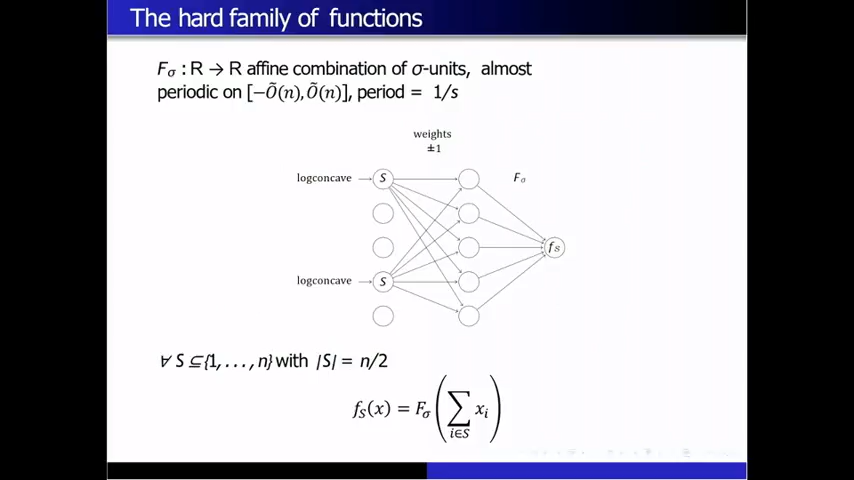 The hard family of functions
Fσ : R → R affine combination of σ-units, almost
periodic on [−Õ(n), Õ(n)], period = 1/s
weights
±1
logconcave
S
Fσ
fS
logconcave
S
∀ S ⊆{1, . . . , n} with |S| = n/2
fS(x) = Fσ(∑i∈S xi)